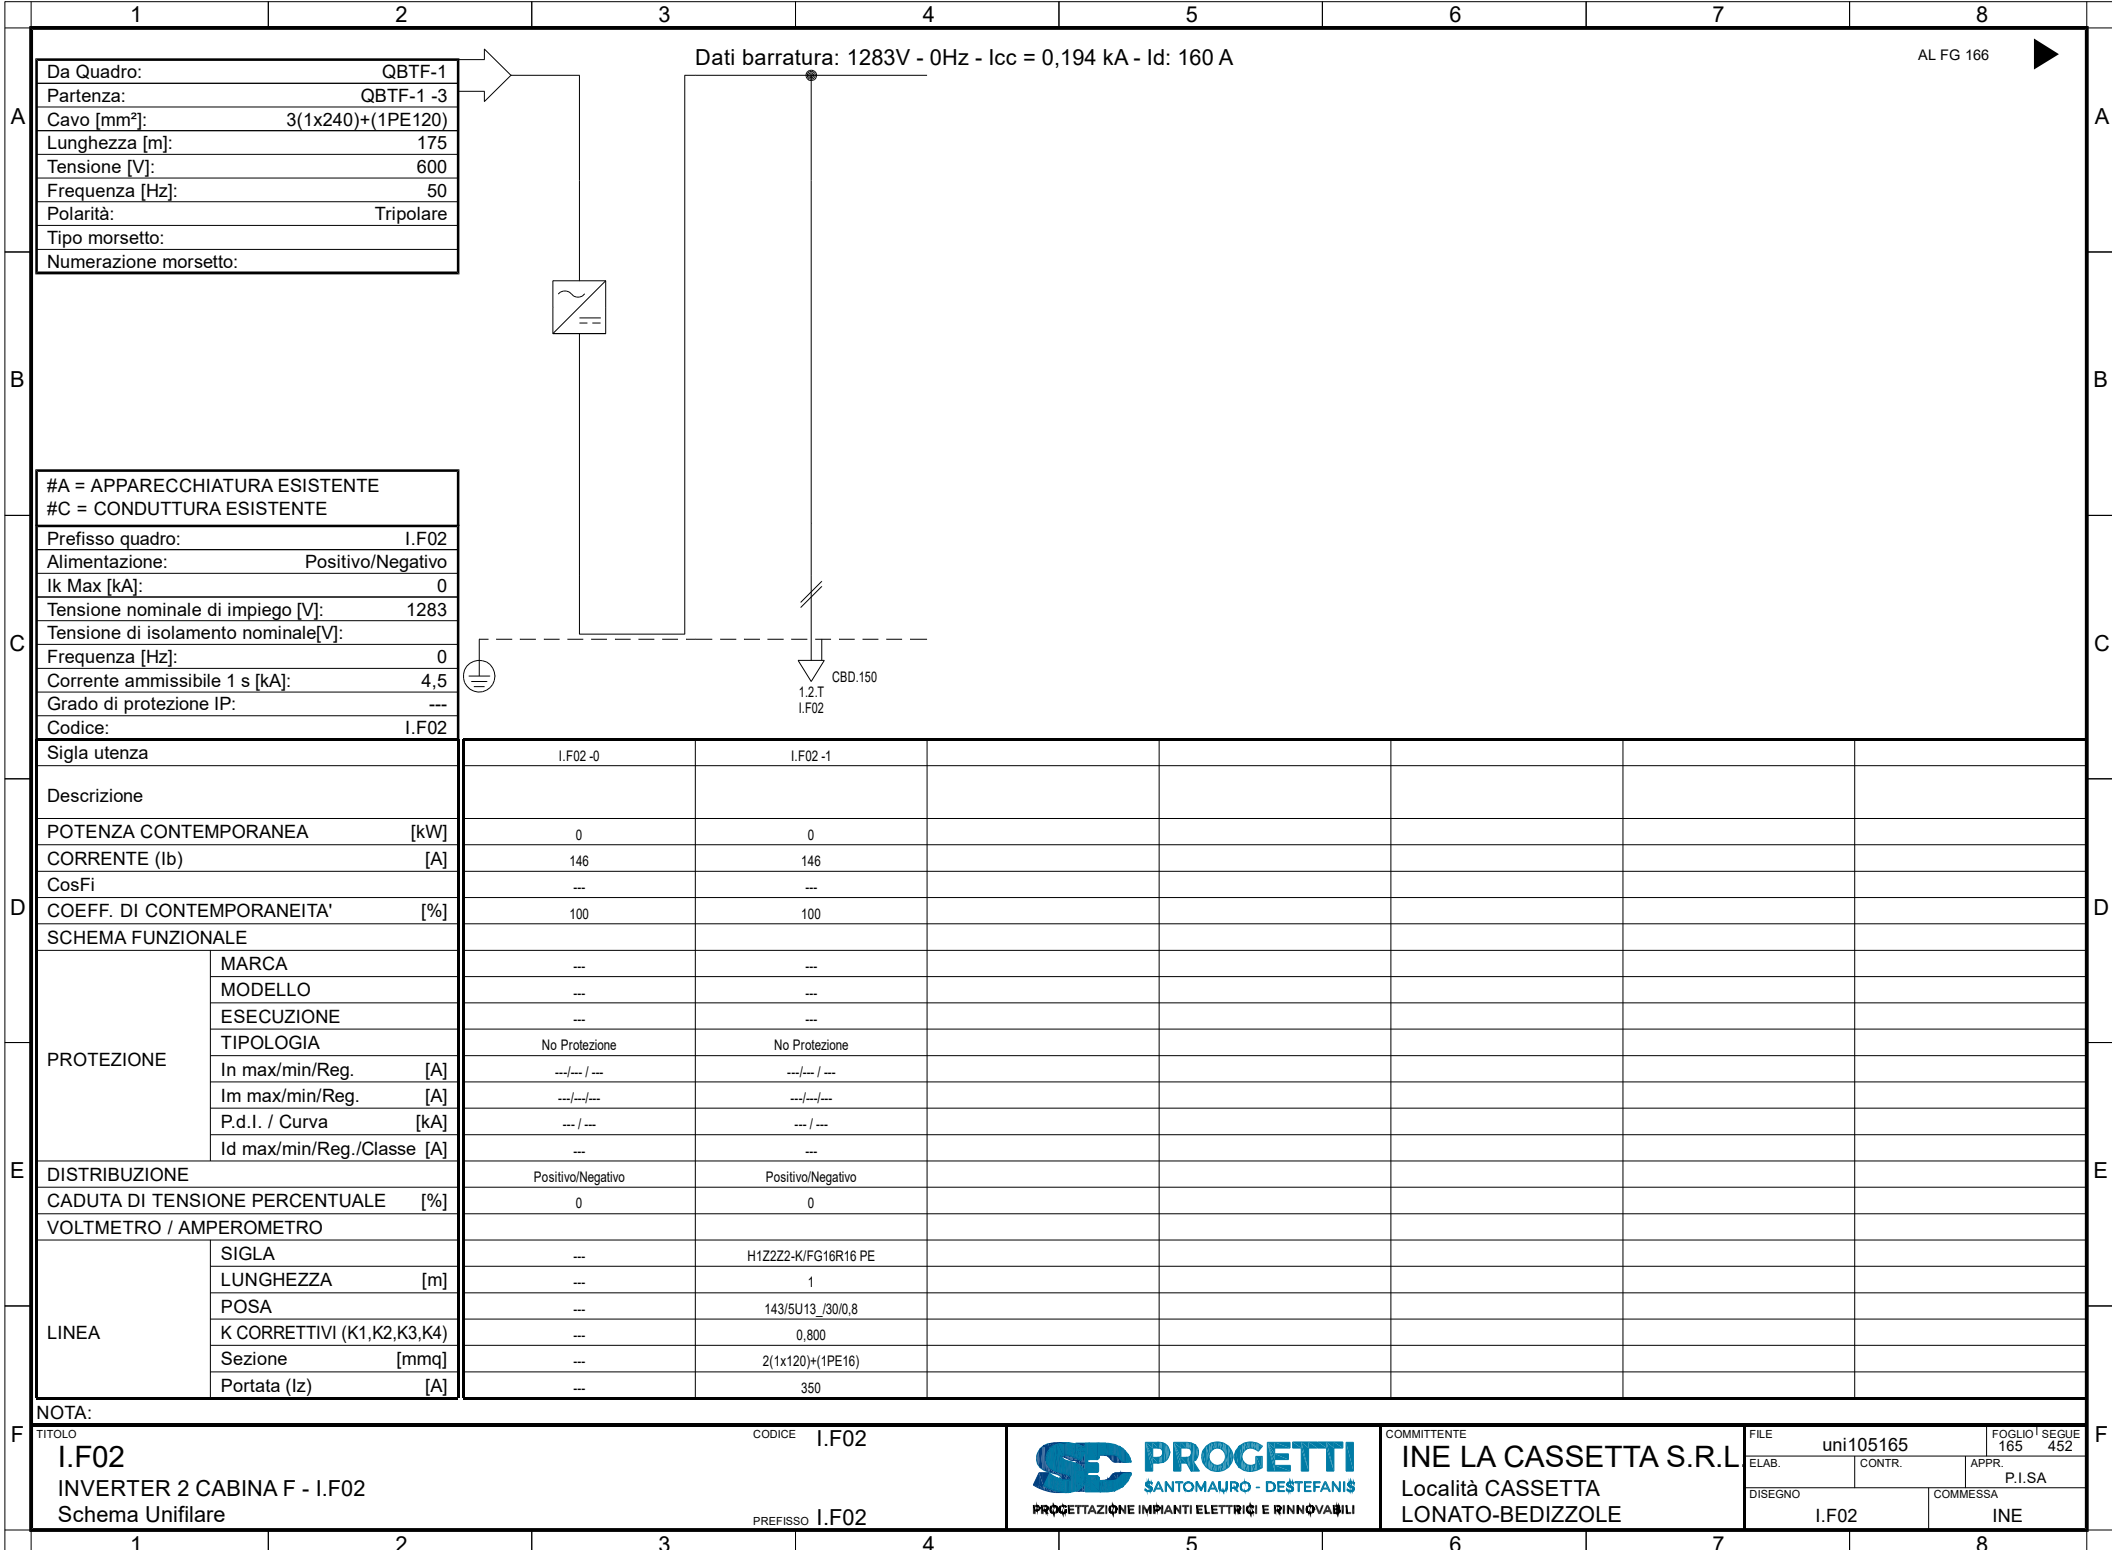 1 2 3 4 5 6 7 8
Dati barratura: 1283V - 0Hz - Icc = 0,194 kA - Id: 160 A
AL FG 166
Da Quadro: QBTF-1
Partenza: QBTF-1 -3
Cavo [mm²]: 3(1x240)+(1PE120)
Lunghezza [m]: 175
Tensione [V]: 600
Frequenza [Hz]: 50
Polarità: Tripolare
Tipo morsetto:
Numerazione morsetto:
A A
B B
#A = APPARECCHIATURA ESISTENTE
#C = CONDUTTURA ESISTENTE
Prefisso quadro: I.F02
Alimentazione: Positivo/Negativo
Ik Max [kA]: 0
Tensione nominale di impiego [V]: 1283
Tensione di isolamento nominale[V]:
Frequenza [Hz]: 0
Corrente ammissibile 1 s [kA]: 4,5
Grado di protezione IP: ---
Codice: I.F02
C C
CBD.150
1.2.T
I.F02
Sigla utenza I.F02 -0 I.F02 -1
Descrizione
POTENZA CONTEMPORANEA [kW] 0 0
CORRENTE (Ib) [A] 146 146
CosFi --- ---
D COEFF. DI CONTEMPORANEITA' [%] 100 100 D
SCHEMA FUNZIONALE
PROTEZIONE
MARCA --- ---
MODELLO --- ---
ESECUZIONE --- ---
TIPOLOGIA No Protezione No Protezione
In max/min/Reg. [A] ---/--- / --- ---/--- / ---
Im max/min/Reg. [A] ---/---/--- ---/---/---
P.d.I. / Curva [kA] --- / --- --- / ---
Id max/min/Reg./Classe [A] --- ---
E DISTRIBUZIONE Positivo/Negativo Positivo/Negativo E
CADUTA DI TENSIONE PERCENTUALE [%] 0 0
VOLTMETRO / AMPEROMETRO
LINEA
SIGLA --- H1Z2Z2-K/FG16R16 PE
LUNGHEZZA [m] --- 1
POSA --- 143/5U13_/30/0,8
K CORRETTIVI (K1,K2,K3,K4) --- 0,800
Sezione [mmq] --- 2(1x120)+(1PE16)
Portata (Iz) [A] --- 350
NOTA:
F F
TITOLO
I.F02
INVERTER 2 CABINA F - I.F02
Schema Unifilare
CODICE I.F02
PREFISSO I.F02
SD PROGETTI
SANTOMAURO - DESTEFANIS
PROGETTAZIONE IMPIANTI ELETTRICI E RINNOVABILI
COMMITTENTE
INE LA CASSETTA S.R.L.
Località CASSETTA
LONATO-BEDIZZOLE
FILE uni105165
FOGLIO 165 SEGUE 452
ELAB. CONTR. APPR. P.I.SA
DISEGNO I.F02
COMMESSA INE
1 2 3 4 5 6 7 8